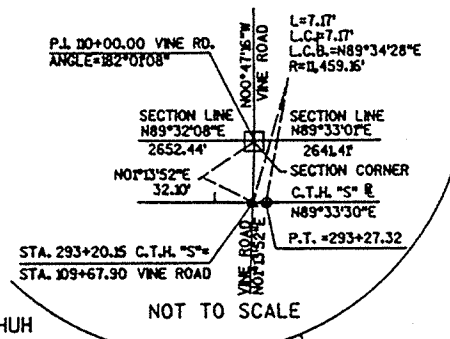 P.I. 110+00.00 VINE RD.
ANGLE=182°01'08"
N00°47'16"W
VINE ROAD
L=7.17'
L.C.=7.17'
L.C.B.=N89°34'28"E
R=11,459.16'
SECTION LINE
N89°32'08"E
2652.44'
SECTION LINE
N89°33'01"E
2641.41'
SECTION CORNER
N01°13'52"E
32.10'
C.T.H. "S" ℞
N89°33'30"E
P.T. =293+27.32
STA. 293+20.15 C.T.H. "S"=
STA. 109+67.90 VINE ROAD
VINE ROAD
N01°13'52"E
NOT TO SCALE
HUH